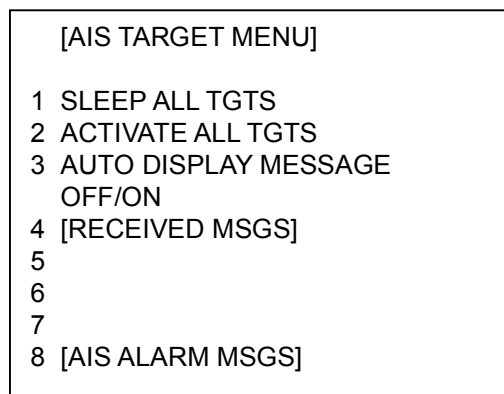 [AIS TARGET MENU]
1 SLEEP ALL TGTS
2 ACTIVATE ALL TGTS
3 AUTO DISPLAY MESSAGE
OFF/ON
4 [RECEIVED MSGS]
5
6
7
8 [AIS ALARM MSGS]